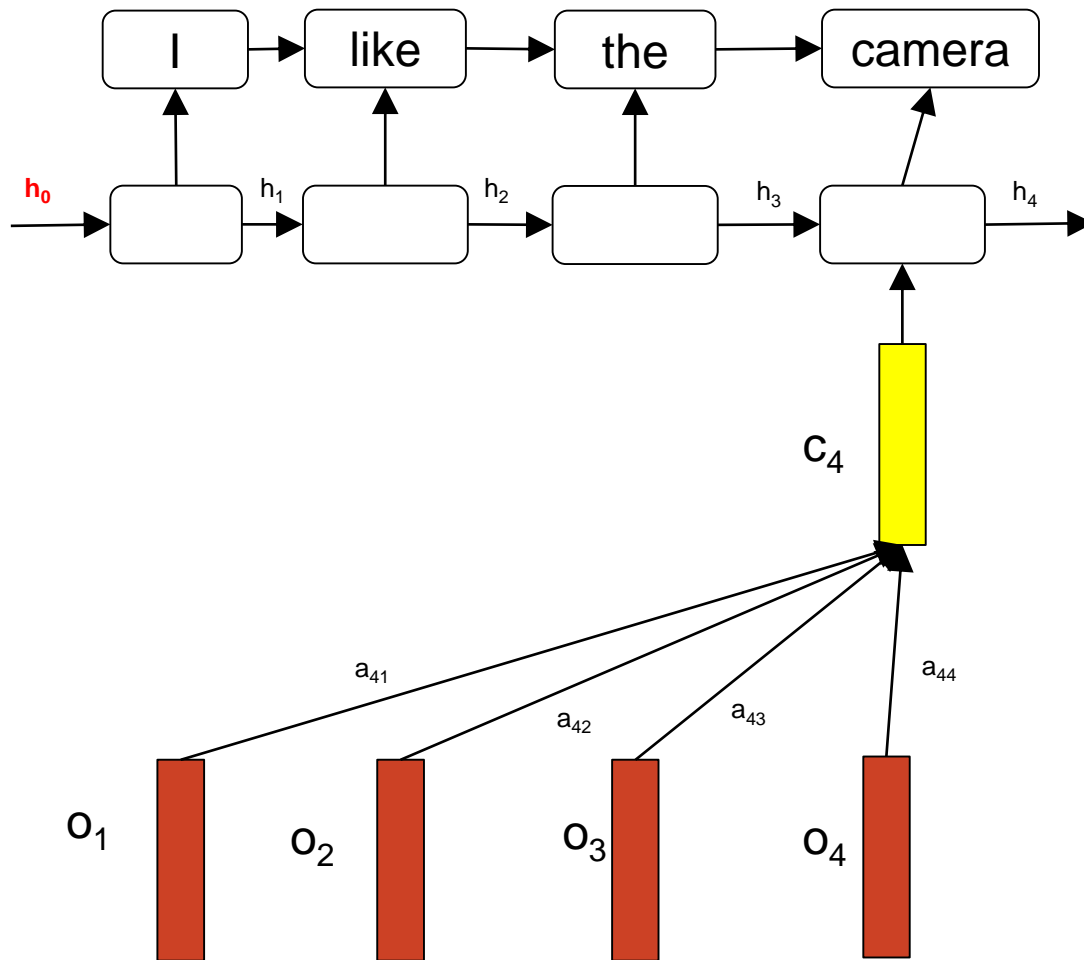 I like the camera
h₀ h₁ h₂ h₃ h₄
c₄
a₄₁ a₄₂ a₄₃ a₄₄
o₁ o₂ o₃ o₄